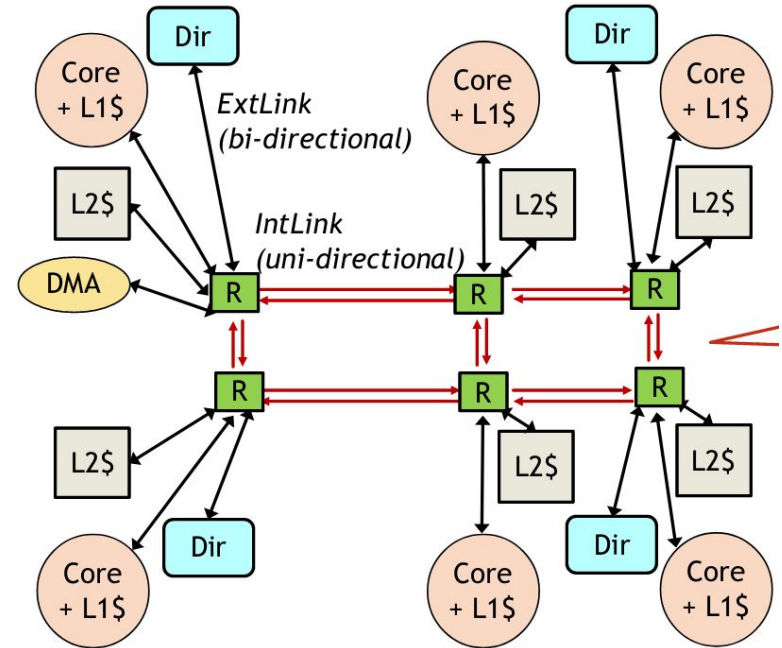 Dir
Core
+ L1$
ExtLink
(bi-directional)
L2$
DMA
IntLink
(uni-directional)
R
Core
+ L1$
L2$
R
Dir
Core
+ L1$
L2$
R
R
L2$
Dir
Core
+ L1$
R
L2$
Core
+ L1$
R
L2$
Dir
Core
+ L1$